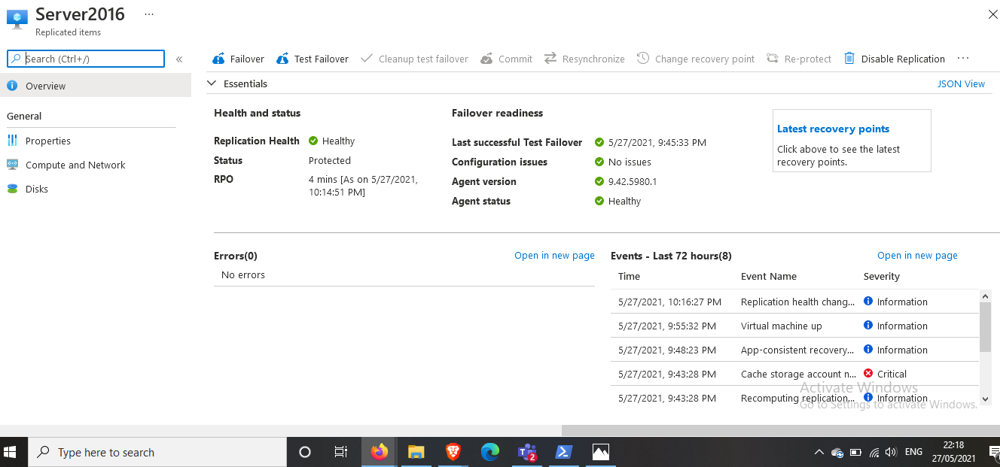 Server2016 ...
Replicated items
Search (Ctrl+/) «
Failover Test Failover Cleanup test failover Commit Resynchronize Change recovery point Re-protect Disable Replication ...
Overview
Essentials JSON View
General
Properties
Compute and Network
Disks
Health and status
Replication Health Healthy
Status Protected
RPO 4 mins [As on 5/27/2021,
10:14:51 PM]
Failover readiness
Last successful Test Failover 5/27/2021, 9:45:33 PM
Configuration issues No issues
Agent version 9.42.5980.1
Agent status Healthy
Latest recovery points
Click above to see the latest
recovery points.
Errors(0) Open in new page
No errors
Events - Last 72 hours(8) Open in new page
Time Event Name Severity
5/27/2021, 10:16:27 PM Replication health chang... Information
5/27/2021, 9:55:32 PM Virtual machine up Information
5/27/2021, 9:48:23 PM App-consistent recovery... Information
5/27/2021, 9:43:28 PM Cache storage account n... Critical
5/27/2021, 9:43:28 PM Recomputing replication... Information
Activate Windows
Go to Settings to activate Windows.
Type here to search
2
ENG
22:18
27/05/2021